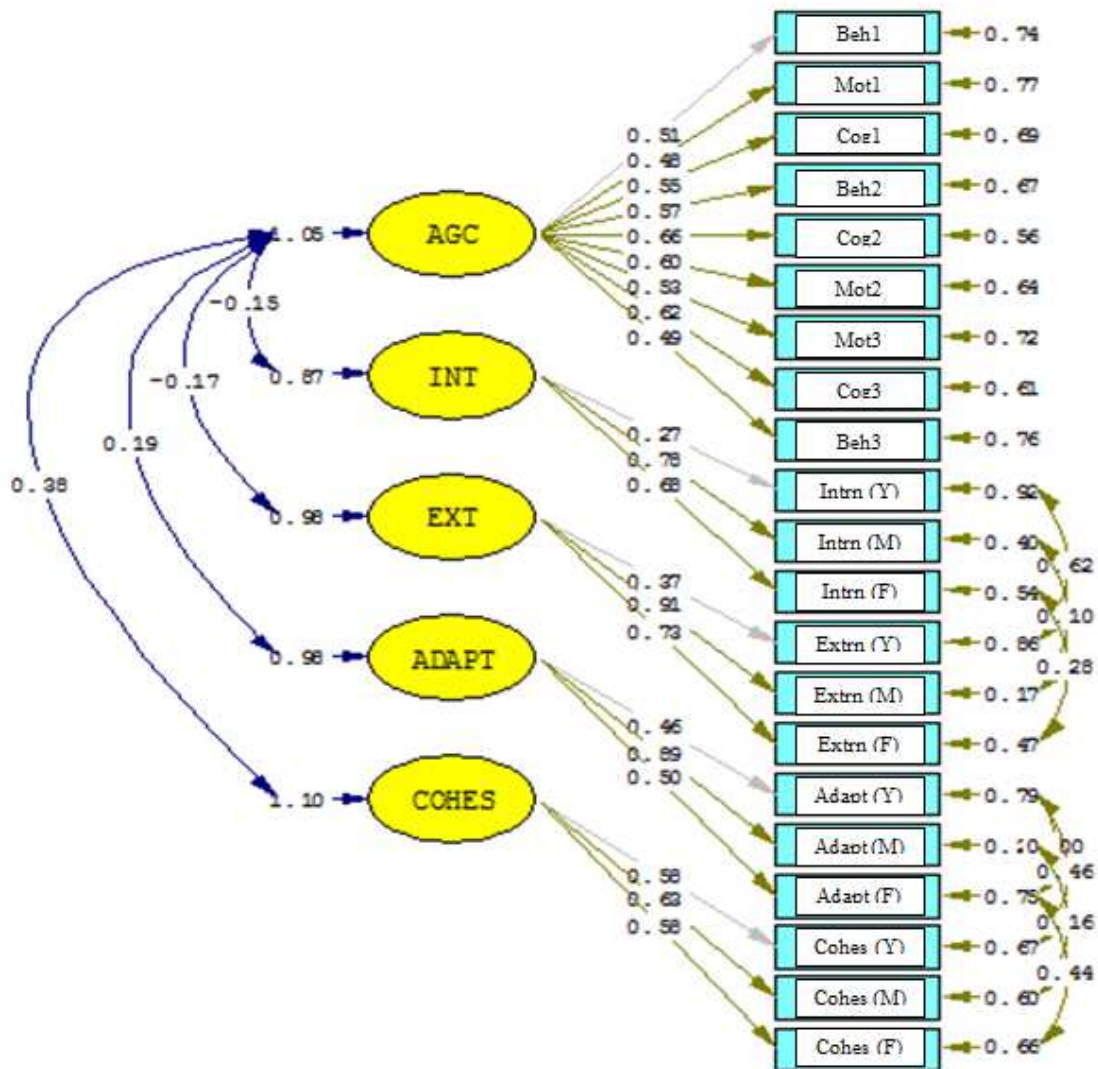 Beh1
0.74
Mot1
0.77
Cog1
0.69
Beh2
0.67
Cog2
0.56
Mot2
0.64
Mot3
0.72
Cog3
0.61
Beh3
0.76
Intrn (Y)
0.92
Intrn (M)
0.40
Intrn (F)
0.54
Extrn (Y)
0.86
Extrn (M)
0.17
Extrn (F)
0.47
Adapt (Y)
0.79
Adapt (M)
Adapt (F)
0.75
Cohes (Y)
0.67
Cohes (M)
0.60
Cohes (F)
0.66
0.51
0.48
0.55
0.57
0.66
0.60
0.53
0.62
0.49
0.27
0.78
0.68
0.37
0.91
0.73
0.46
0.89
0.50
0.58
0.63
0.58
AGC
INT
EXT
ADAPT
COHES
1.05
0.87
0.98
0.98
1.10
-0.15
-0.17
0.19
0.38
0.62
0.10
0.28
0.46
0.16
0.44